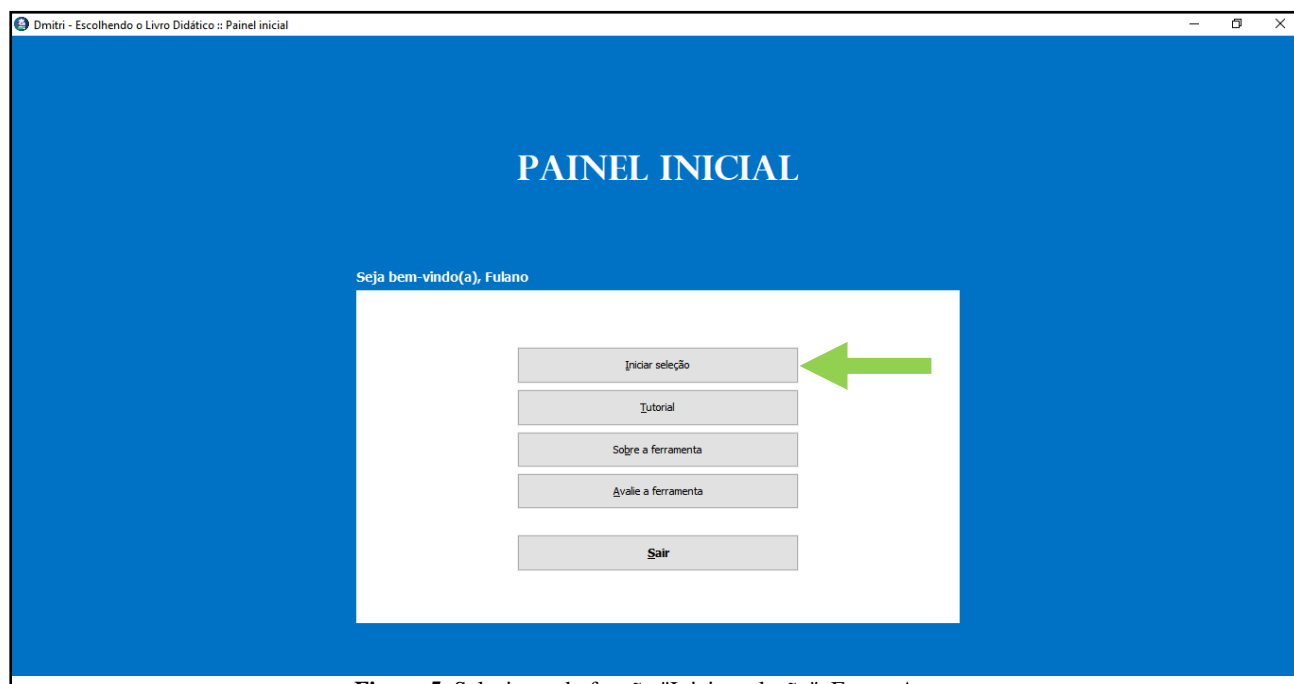 Dmitri - Escolhendo o Livro Didático :: Painel inicial
PAINEL INICIAL
Seja bem-vindo(a), Fulano
Iniciar seleção
Tutorial
Sobre a ferramenta
Avalie a ferramenta
Sair